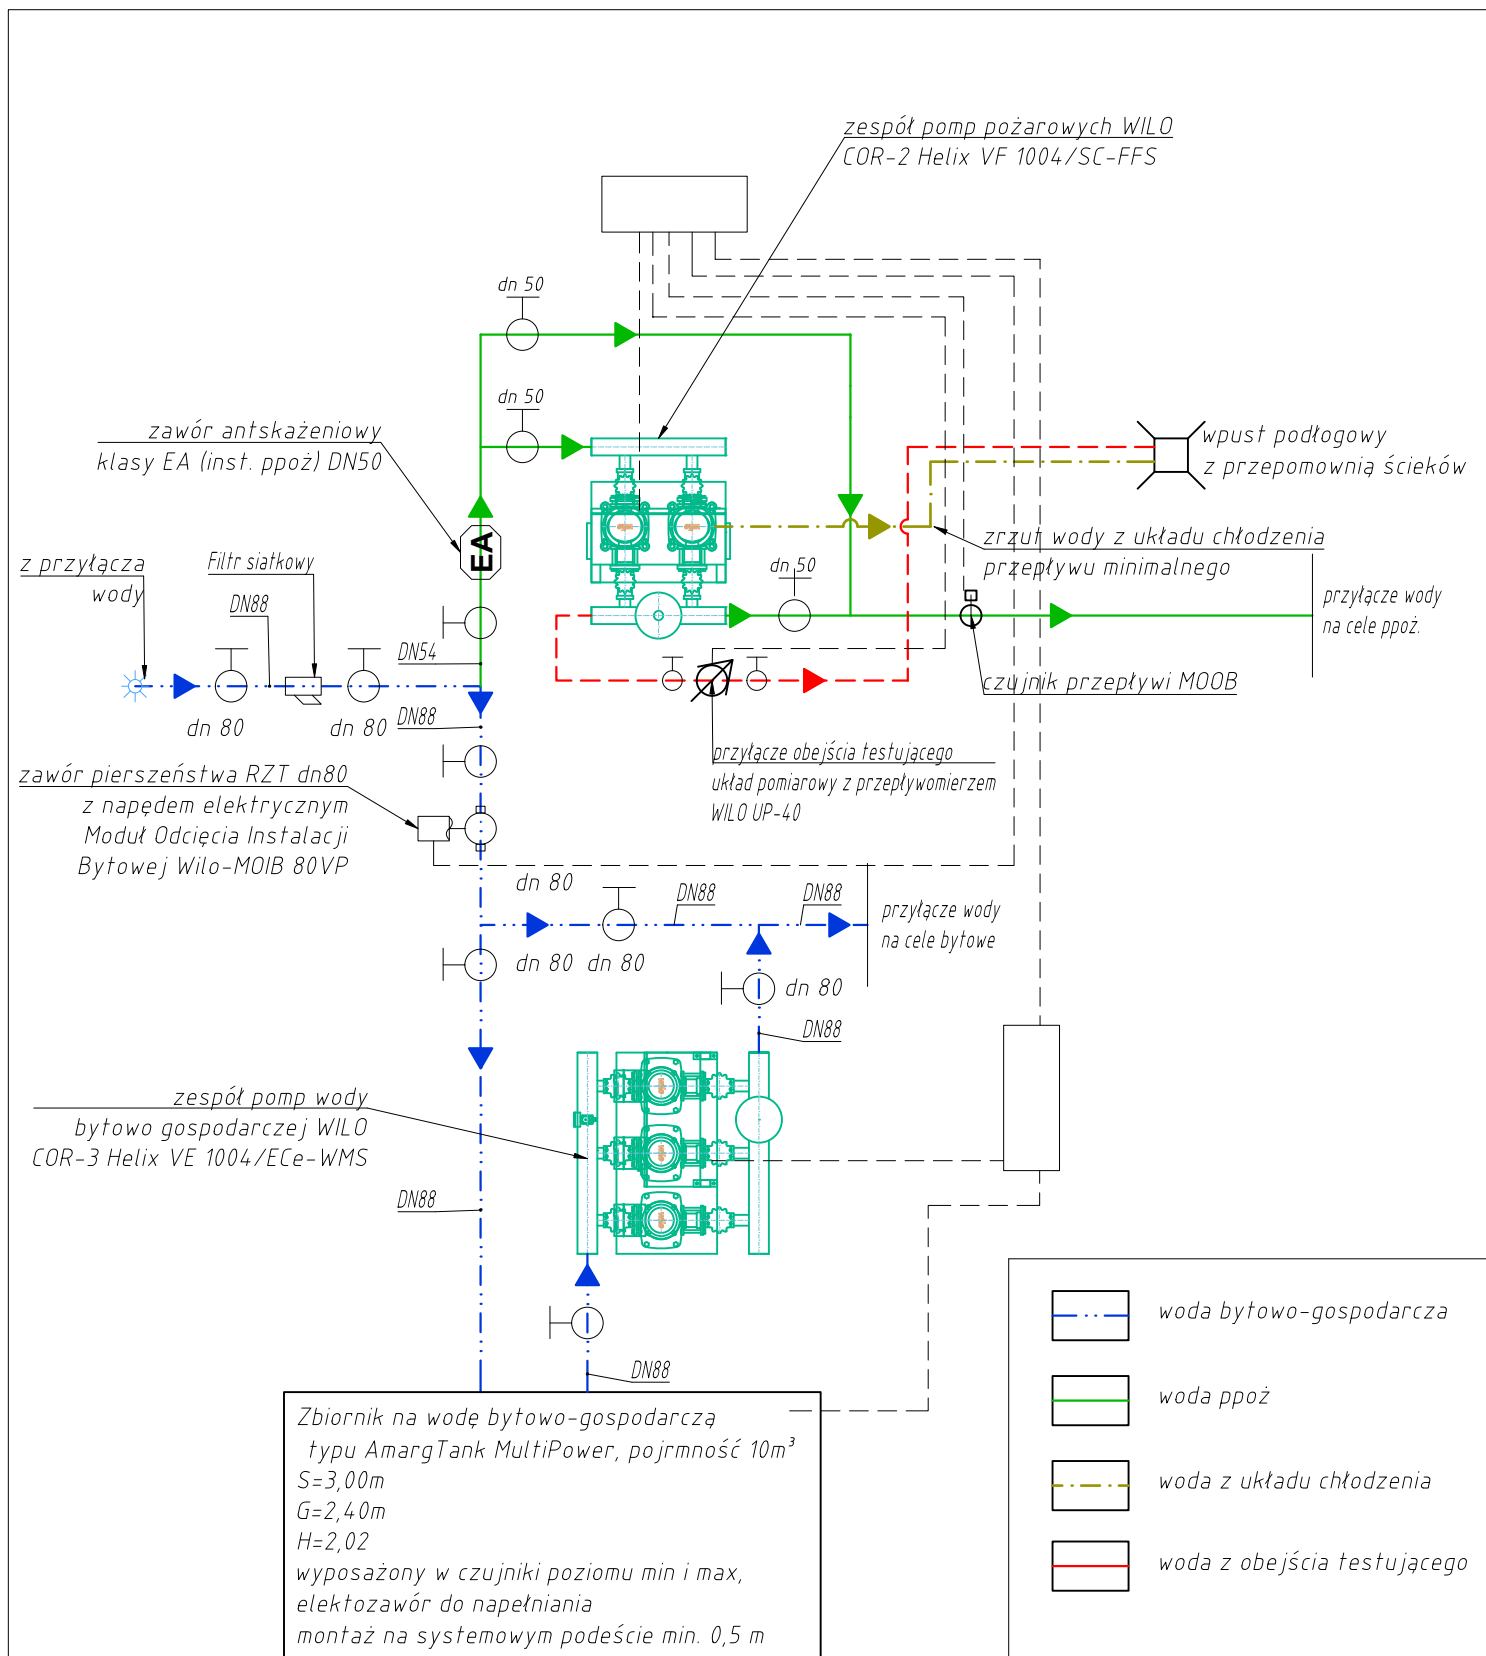 zespół pomp pożarowych WILO
COR-2 Helix VF 1004/SC-FFS
dn 50
dn 50
zawór antskażeniowy
klasy EA (inst. ppoż) DN50
wpust podłogowy
z przepomownią ścieków
EA
zrzut wody z układu chłodzenia
przepływu minimalnego
z przyłącza
wody
Filtr siatkowy
DN88
dn 50
przyłącze wody
na cele ppoż.
DN54
czujnik przepływi MOOB
dn 80
dn 80
DN88
przyłącze obejścia testującego
układ pomiarowy z przepływomierzem
WILO UP-40
zawór pierszeństwa RZT dn80
z napędem elektrycznym
Moduł Odcięcia Instalacji
Bytowej Wilo-MOIB 80VP
dn 80
DN88
DN88
przyłącze wody
na cele bytowe
dn 80
dn 80
dn 80
DN88
zespół pomp wody
bytowo gospodarczej WILO
COR-3 Helix VE 1004/ECe-WMS
DN88
DN88
Zbiornik na wodę bytowo-gospodarczą
typu AmargTank MultiPower, pojrmność 10m³
S=3,00m
G=2,40m
H=2,02
wyposażony w czujniki poziomu min i max,
elektozawór do napełniania
montaż na systemowym podeście min. 0,5 m
woda bytowo-gospodarcza
woda ppoż
woda z układu chłodzenia
woda z obejścia testującego